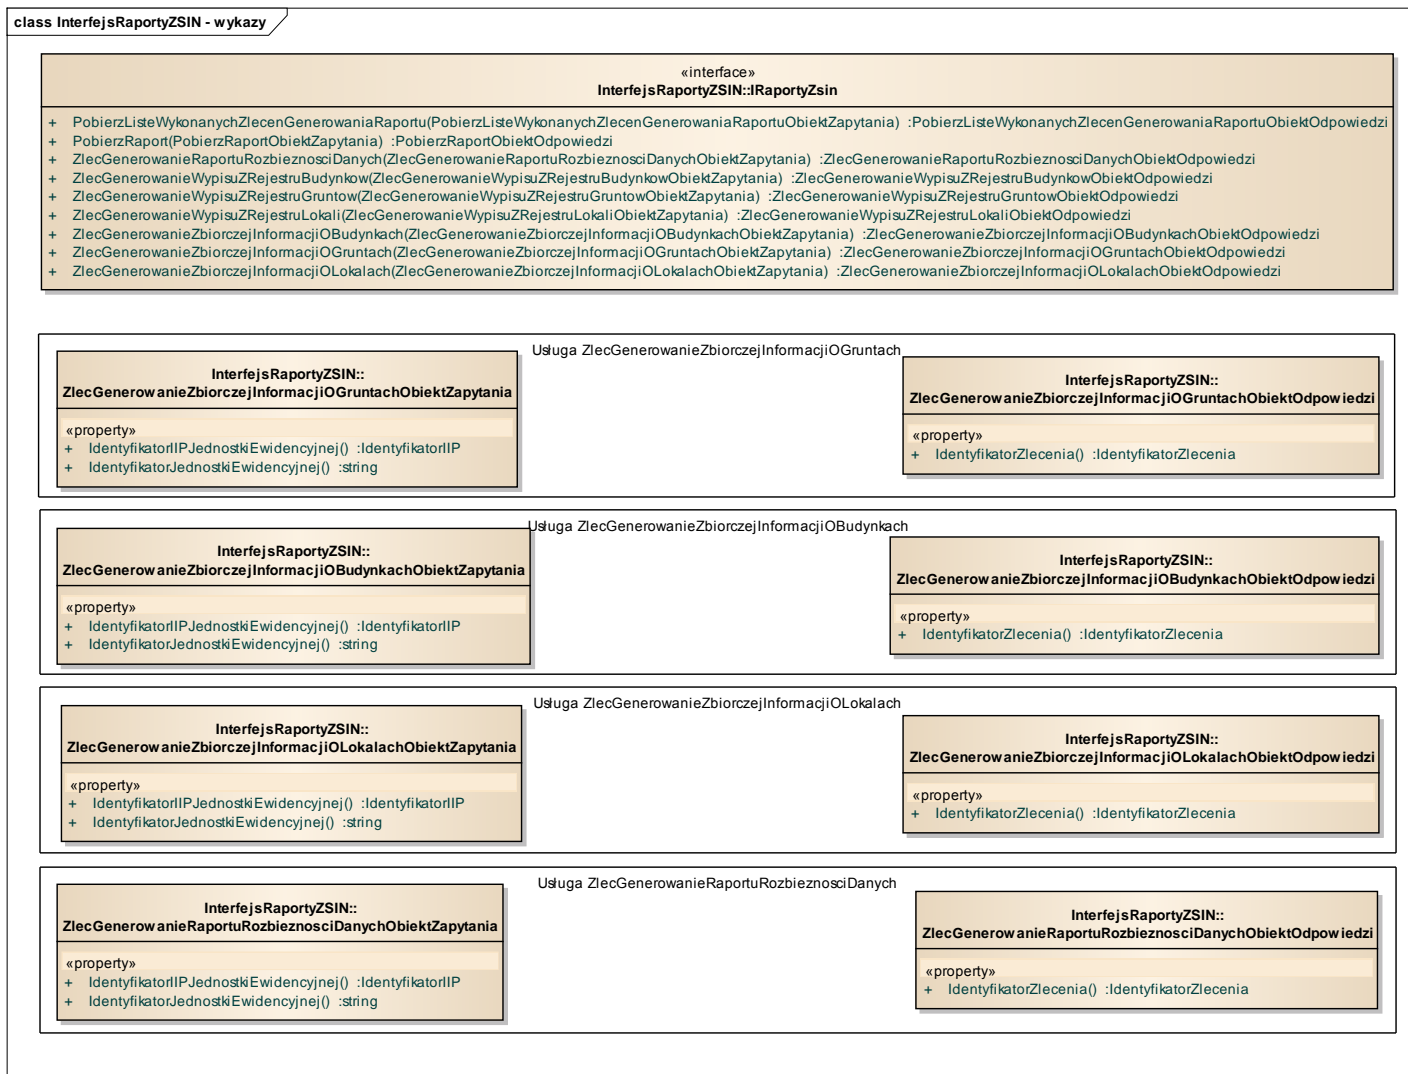 class InterfejsRaportyZSIN - wykazy
«interface»
InterfejsRaportyZSIN::IRaportyZsin
+ PobierzListeWykonanychZlecenGenerowaniaRaportu(PobierzListeWykonanychZlecenGenerowaniaRaportuObiektZapytania) :PobierzListeWykonanychZlecenGenerowaniaRaportuObiektOdpowiedzi
+ PobierzRaport(PobierzRaportObiektZapytania) :PobierzRaportObiektOdpowiedzi
+ ZlecGenerowanieRaportuRozbieznosciDanych(ZlecGenerowanieRaportuRozbieznosciDanychObiektZapytania) :ZlecGenerowanieRaportuRozbieznosciDanychObiektOdpowiedzi
+ ZlecGenerowanieWypisuZRejestruBudynkow(ZlecGenerowanieWypisuZRejestruBudynkowObiektZapytania) :ZlecGenerowanieWypisuZRejestruBudynkowObiektOdpowiedzi
+ ZlecGenerowanieWypisuZRejestruGruntow(ZlecGenerowanieWypisuZRejestruGruntowObiektZapytania) :ZlecGenerowanieWypisuZRejestruGruntowObiektOdpowiedzi
+ ZlecGenerowanieWypisuZRejestruLokali(ZlecGenerowanieWypisuZRejestruLokaliObiektZapytania) :ZlecGenerowanieWypisuZRejestruLokaliObiektOdpowiedzi
+ ZlecGenerowanieZbiorczejInformacjiOBudynkach(ZlecGenerowanieZbiorczejInformacjiOBudynkachObiektZapytania) :ZlecGenerowanieZbiorczejInformacjiOBudynkachObiektOdpowiedzi
+ ZlecGenerowanieZbiorczejInformacjiOGruntach(ZlecGenerowanieZbiorczejInformacjiOGruntachObiektZapytania) :ZlecGenerowanieZbiorczejInformacjiOGruntachObiektOdpowiedzi
+ ZlecGenerowanieZbiorczejInformacjiOLokalach(ZlecGenerowanieZbiorczejInformacjiOLokalachObiektZapytania) :ZlecGenerowanieZbiorczejInformacjiOLokalachObiektOdpowiedzi
Usługa ZlecGenerowanieZbiorczejInformacjiOGruntach
InterfejsRaportyZSIN::
ZlecGenerowanieZbiorczejInformacjiOGruntachObiektZapytania
«property»
+ IdentyfikatorIIPJednostkiEwidencyjnej() :IdentyfikatorIIP
+ IdentyfikatorJednostkiEwidencyjnej() :string
InterfejsRaportyZSIN::
ZlecGenerowanieZbiorczejInformacjiOGruntachObiektOdpowiedzi
«property»
+ IdentyfikatorZlecenia() :IdentyfikatorZlecenia
Usługa ZlecGenerowanieZbiorczejInformacjiOBudynkach
InterfejsRaportyZSIN::
ZlecGenerowanieZbiorczejInformacjiOBudynkachObiektZapytania
«property»
+ IdentyfikatorIIPJednostkiEwidencyjnej() :IdentyfikatorIIP
+ IdentyfikatorJednostkiEwidencyjnej() :string
InterfejsRaportyZSIN::
ZlecGenerowanieZbiorczejInformacjiOBudynkachObiektOdpowiedzi
«property»
+ IdentyfikatorZlecenia() :IdentyfikatorZlecenia
Usługa ZlecGenerowanieZbiorczejInformacjiOLokalach
InterfejsRaportyZSIN::
ZlecGenerowanieZbiorczejInformacjiOLokalachObiektZapytania
«property»
+ IdentyfikatorIIPJednostkiEwidencyjnej() :IdentyfikatorIIP
+ IdentyfikatorJednostkiEwidencyjnej() :string
InterfejsRaportyZSIN::
ZlecGenerowanieZbiorczejInformacjiOLokalachObiektOdpowiedzi
«property»
+ IdentyfikatorZlecenia() :IdentyfikatorZlecenia
Usługa ZlecGenerowanieRaportuRozbieznosciDanych
InterfejsRaportyZSIN::
ZlecGenerowanieRaportuRozbieznosciDanychObiektZapytania
«property»
+ IdentyfikatorIIPJednostkiEwidencyjnej() :IdentyfikatorIIP
+ IdentyfikatorJednostkiEwidencyjnej() :string
InterfejsRaportyZSIN::
ZlecGenerowanieRaportuRozbieznosciDanychObiektOdpowiedzi
«property»
+ IdentyfikatorZlecenia() :IdentyfikatorZlecenia